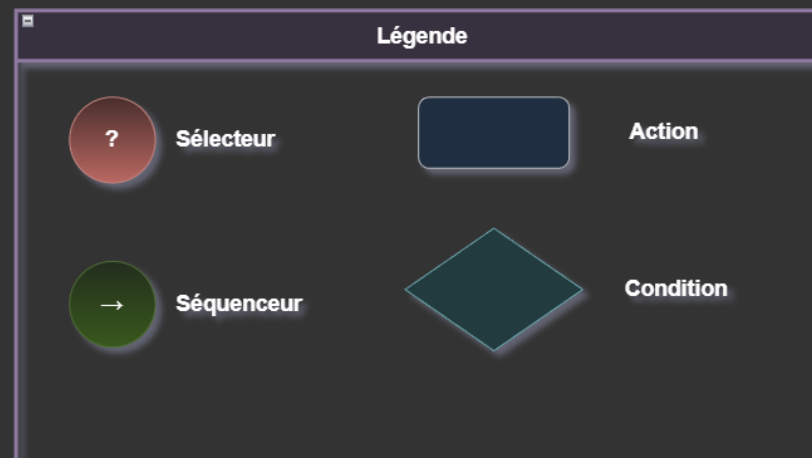 Légende
?
Sélecteur
Action
→
Séquenceur
Condition